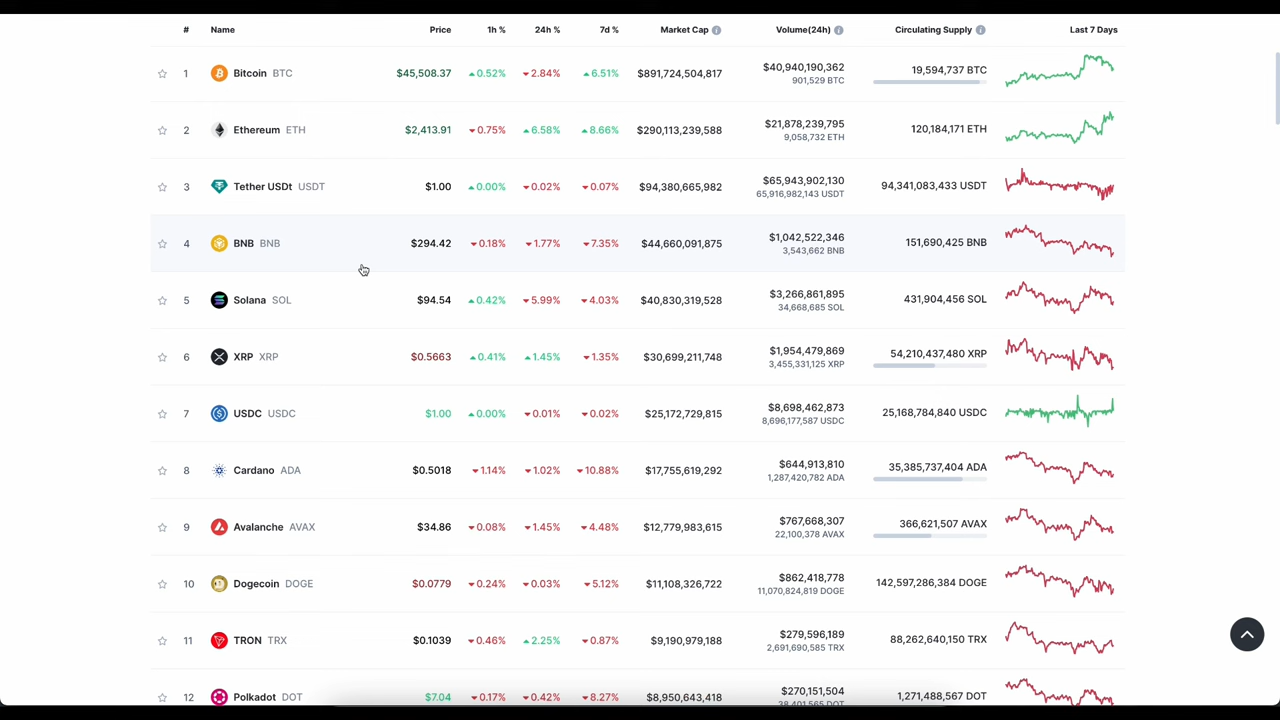 # Name Price 1h % 24h % 7d % Market Cap Volume(24h) Circulating Supply Last 7 Days
1 Bitcoin BTC $45,508.37 0.52% 2.84% 6.51% $891,724,504,817 $40,940,190,362 19,594,737 BTC
901,529 BTC
2 Ethereum ETH $2,413.91 0.75% 6.58% 8.66% $290,113,239,588 $21,878,239,795 120,184,171 ETH
9,058,732 ETH
3 Tether USDt USDT $1.00 0.00% 0.02% 0.07% $94,380,665,982 $65,943,902,130 94,341,083,433 USDT
65,916,982,143 USDT
4 BNB BNB $294.42 0.18% 1.77% 7.35% $44,660,091,875 $1,042,522,346 151,690,425 BNB
3,543,662 BNB
5 Solana SOL $94.54 0.42% 5.99% 4.03% $40,830,319,528 $3,266,861,895 431,904,456 SOL
34,668,685 SOL
6 XRP XRP $0.5663 0.41% 1.45% 1.35% $30,699,211,748 $1,954,479,869 54,210,437,480 XRP
3,455,331,125 XRP
7 USDC USDC $1.00 0.00% 0.01% 0.02% $25,172,729,815 $8,698,462,873 25,168,784,840 USDC
8,696,177,587 USDC
8 Cardano ADA $0.5018 1.14% 1.02% 10.88% $17,755,619,292 $644,913,810 35,385,737,404 ADA
1,287,420,782 ADA
9 Avalanche AVAX $34.86 0.08% 1.45% 4.48% $12,779,983,615 $767,668,307 366,621,507 AVAX
22,100,378 AVAX
10 Dogecoin DOGE $0.0779 0.24% 0.03% 5.12% $11,108,326,722 $862,418,778 142,597,286,384 DOGE
11,070,824,819 DOGE
11 TRON TRX $0.1039 0.46% 2.25% 0.87% $9,190,979,188 $279,596,189 88,262,640,150 TRX
2,691,690,585 TRX
12 Polkadot DOT $7.04 0.17% 0.42% 8.27% $8,950,643,418 $270,151,504 1,271,488,567 DOT
38,401,565 DOT